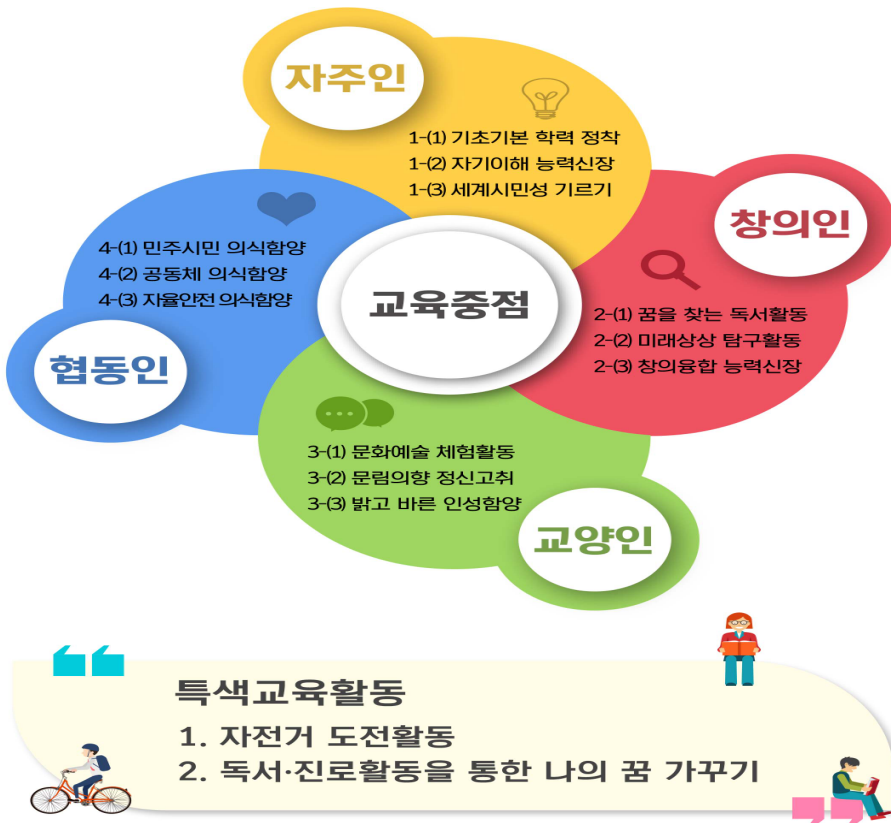 자주인
1-(1) 기초기본 학력 정착
1-(2) 자기이해 능력신장
1-(3) 세계시민성 기르기
창의인
2-(1) 꿈을 찾는 독서활동
2-(2) 미래상상 탐구활동
2-(3) 창의융합 능력신장
교육중점
4-(1) 민주시민 의식함양
4-(2) 공동체 의식함양
4-(3) 자율안전 의식함양
협동인
3-(1) 문화예술 체험활동
3-(2) 문림의향 정신고취
3-(3) 밝고 바른 인성함양
교양인
특색교육활동
1. 자전거 도전활동
2. 독서·진로활동을 통한 나의 꿈 가꾸기